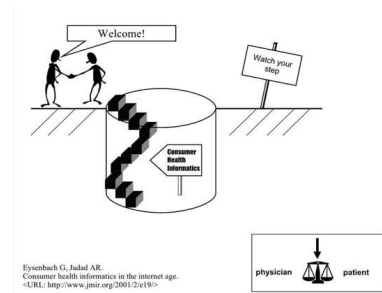 Welcome!
Watch your
step
Consumer
Health
Informatics
Eysenbach G, Jadad AR.
Consumer health informatics in the internet age.
<URL: http://www.jmir.org/2001/2/e19/>
physician patient